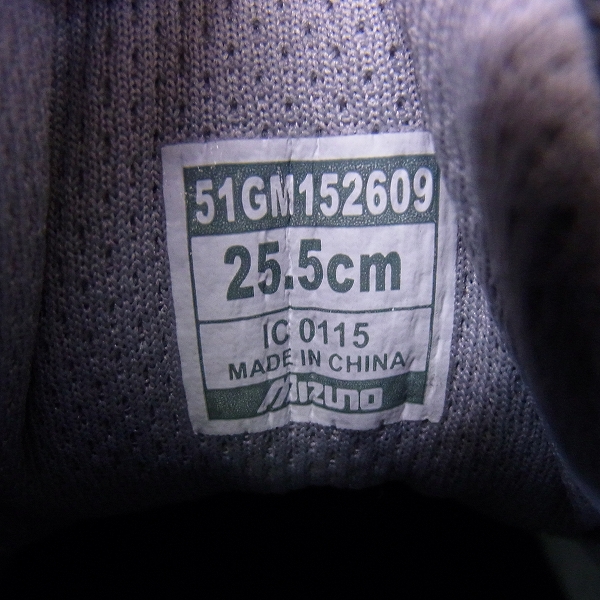 51GM152609
25.5cm
IC 0115
MADE IN CHINA
MIZUNO